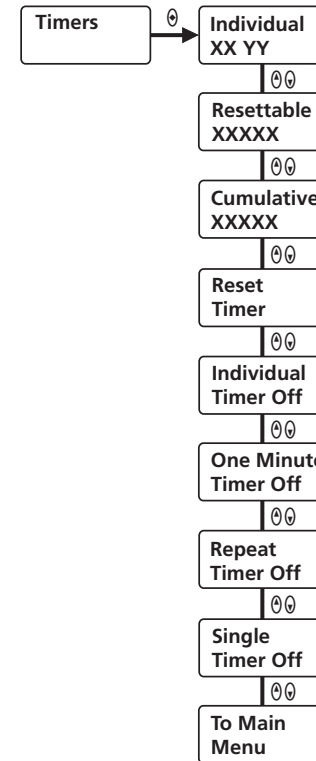 Timers
Individual
XX YY
Resettable
XXXXX
Cumulative
XXXXX
Reset
Timer
Individual
Timer Off
One Minute
Timer Off
Repeat
Timer Off
Single
Timer Off
To Main
Menu